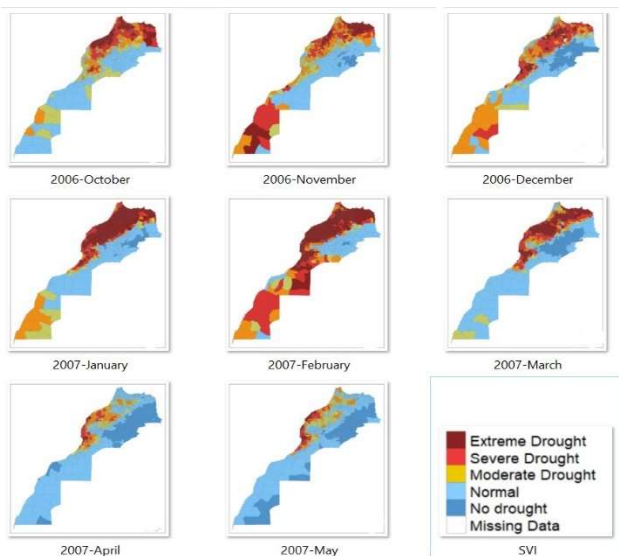 2006-October
2006-November
2006-December
2007-January
2007-February
2007-March
2007-April
2007-May
Extreme Drought
Severe Drought
Moderate Drought
Normal
No drought
Missing Data
SVI